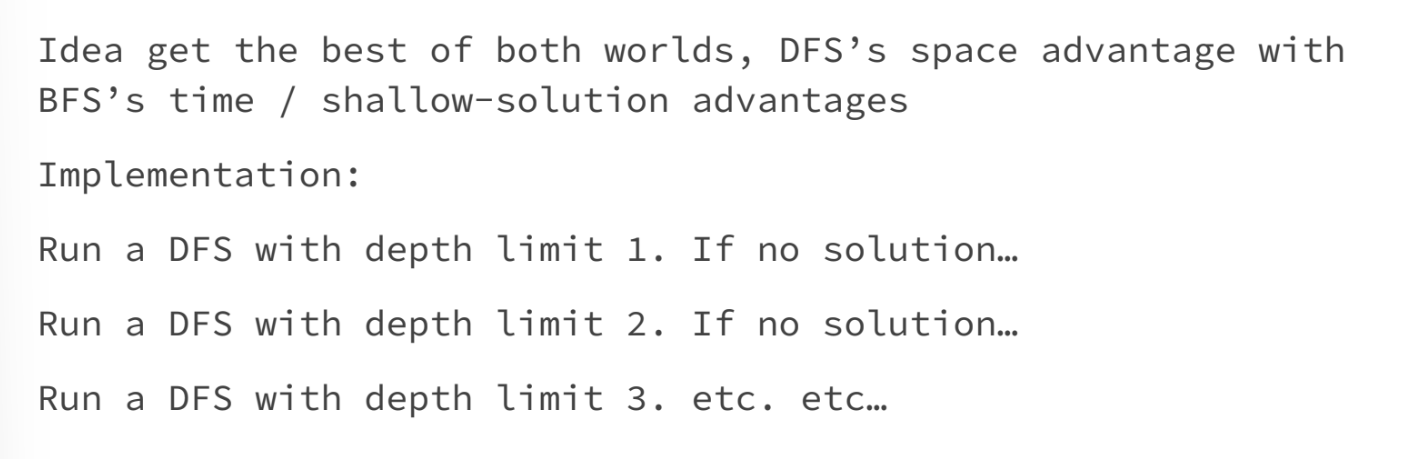 Idea get the best of both worlds, DFS’s space advantage with
BFS’s time / shallow-solution advantages
Implementation:
Run a DFS with depth limit 1. If no solution…
Run a DFS with depth limit 2. If no solution…
Run a DFS with depth limit 3. etc. etc…